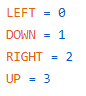 LEFT = 0
DOWN = 1
RIGHT = 2
UP = 3